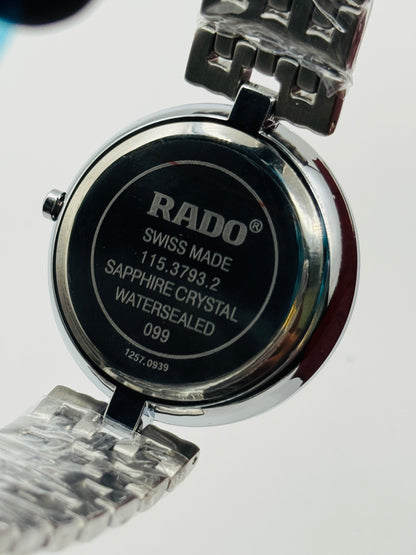 RADO®
SWISS MADE
115.3793.2
SAPPHIRE CRYSTAL
WATERSEALED
099
1257.0939